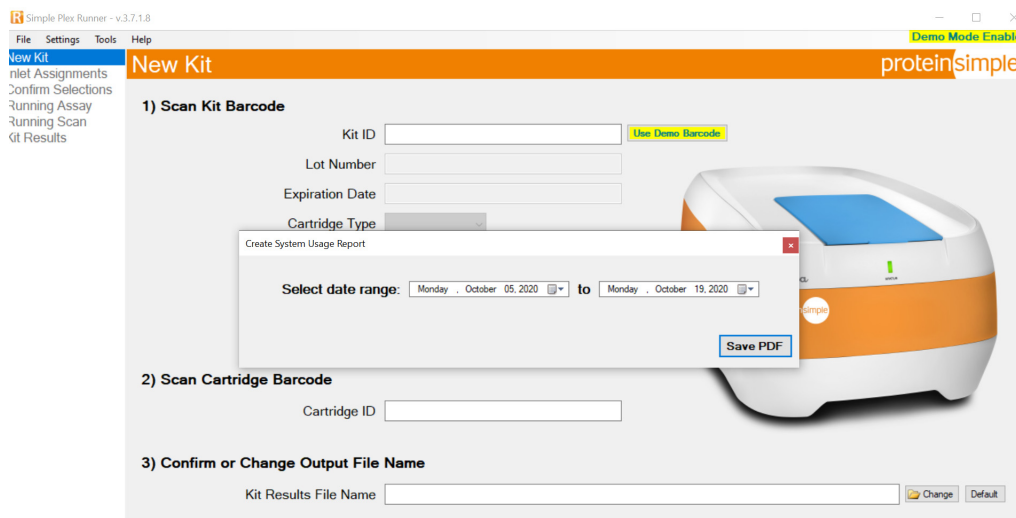 Simple Plex Runner - v.3.7.1.8
File Settings Tools Help
Demo Mode Enabl
New Kit
Inlet Assignments
Confirm Selections
Running Assay
Running Scan
Kit Results
New Kit
proteinsimple
1) Scan Kit Barcode
Kit ID
Use Demo Barcode
Lot Number
Expiration Date
Cartridge Type
Create System Usage Report
Select date range: Monday , October 05, 2020 to Monday , October 19, 2020
Save PDF
simple
2) Scan Cartridge Barcode
Cartridge ID
3) Confirm or Change Output File Name
Kit Results File Name
Change
Default